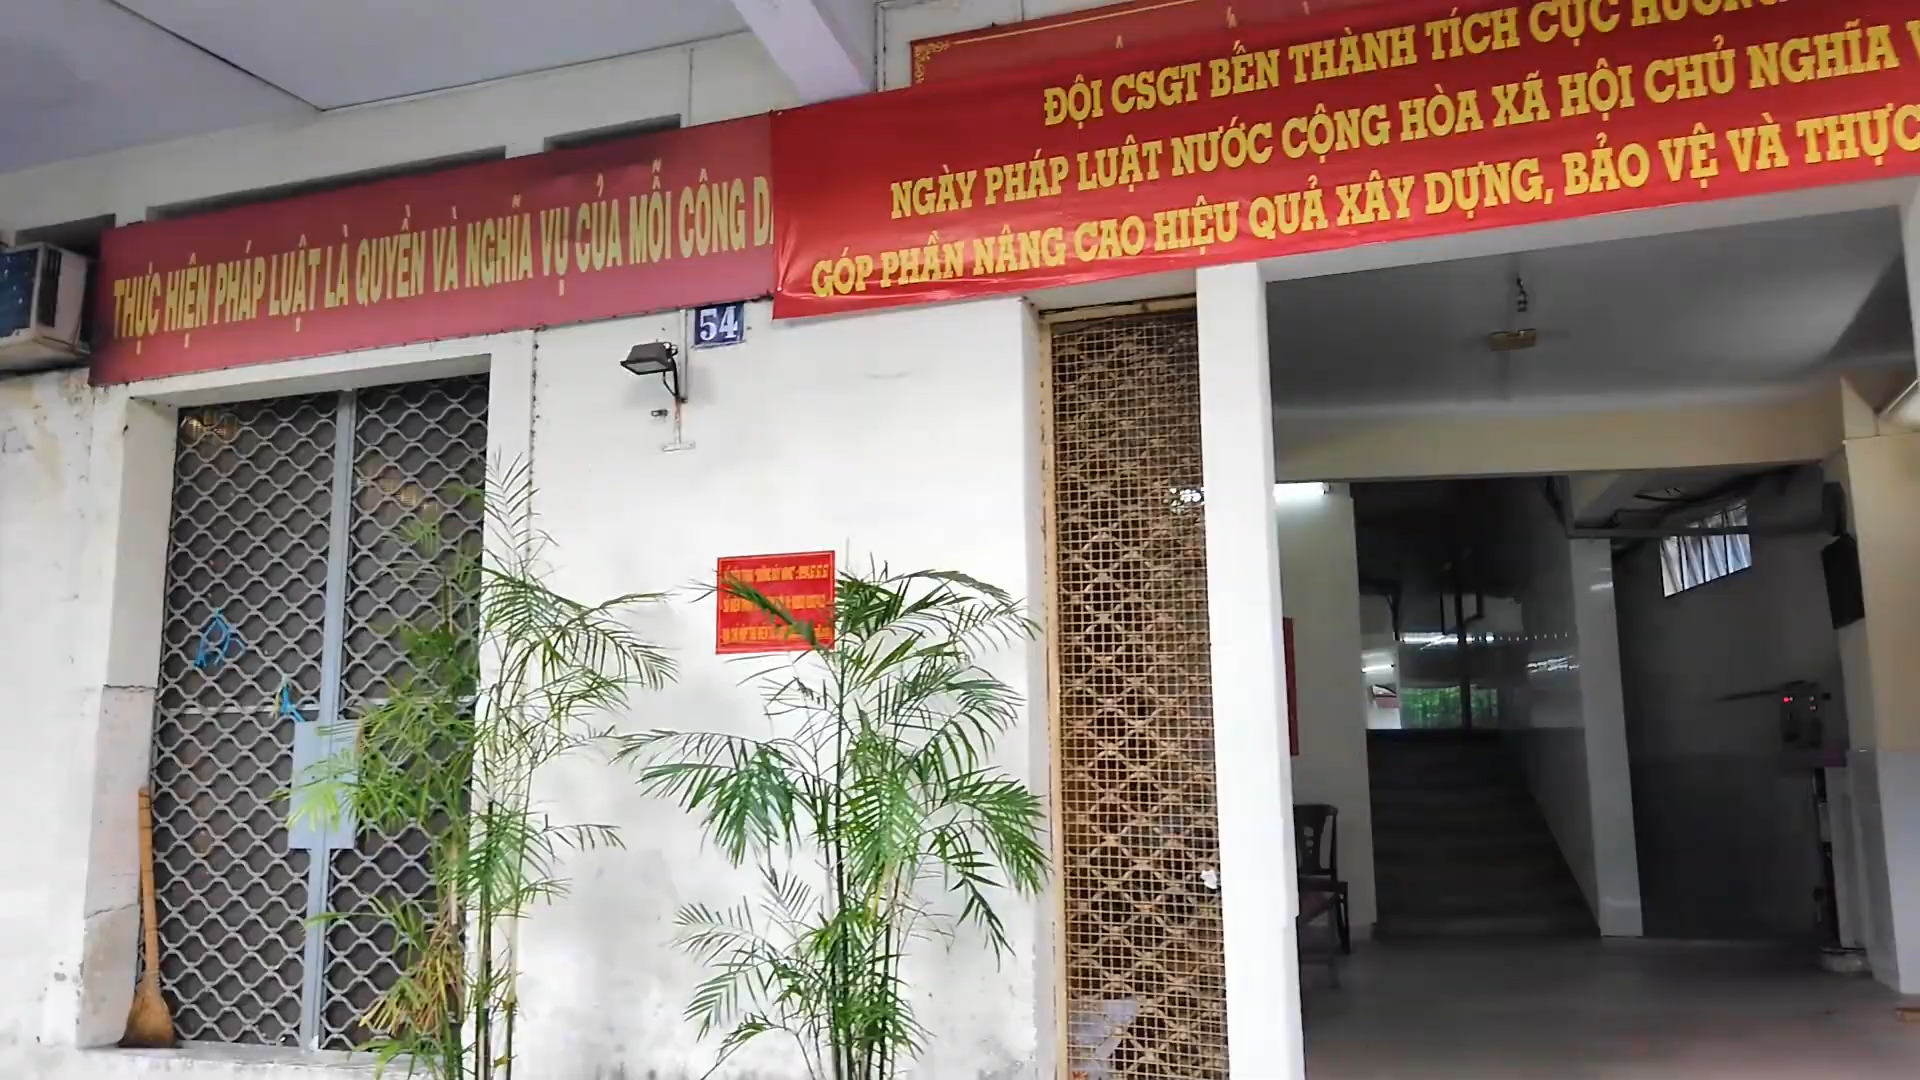 THỰC HIỆN PHÁP LUẬT LÀ QUYỀN VÀ NGHĨA VỤ CỦA MỖI CÔNG D
ĐỘI CSGT BẾN THÀNH TÍCH CỰC HƯỞNG
NGÀY PHÁP LUẬT NƯỚC CỘNG HÒA XÃ HỘI CHỦ NGHĨA V
GÓP PHẦN NÂNG CAO HIỆU QUẢ XÂY DỰNG, BẢO VỆ VÀ THỰC
54